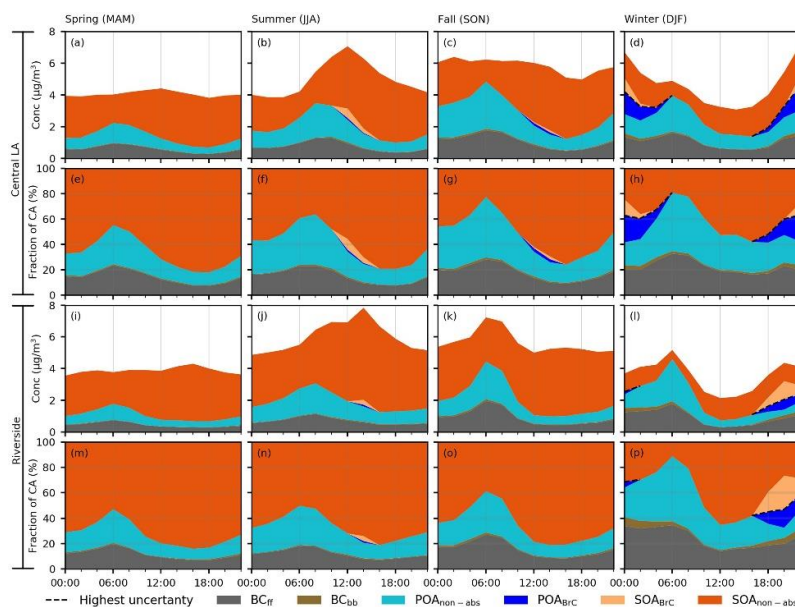 Spring (MAM) Summer (JJA) Fall (SON) Winter (DJF)
8 (a) (b) (c) (d)
6
4
2
0
Conc (μg/m³)
100 (e) (f) (g) (h)
80
60
40
20
0
Fraction of CA (%)
Central LA
8 (i) (j) (k) (l)
6
4
2
0
Conc (μg/m³)
100 (m) (n) (o) (p)
80
60
40
20
0
Fraction of CA (%)
Riverside
00:00 06:00 12:00 18:00 00:00 06:00 12:00 18:00 00:00 06:00 12:00 18:00 00:00 06:00 12:00 18:00
Highest uncertainty BCff BCbb POAnon−abs POABrC SOABrC SOAnon−abs